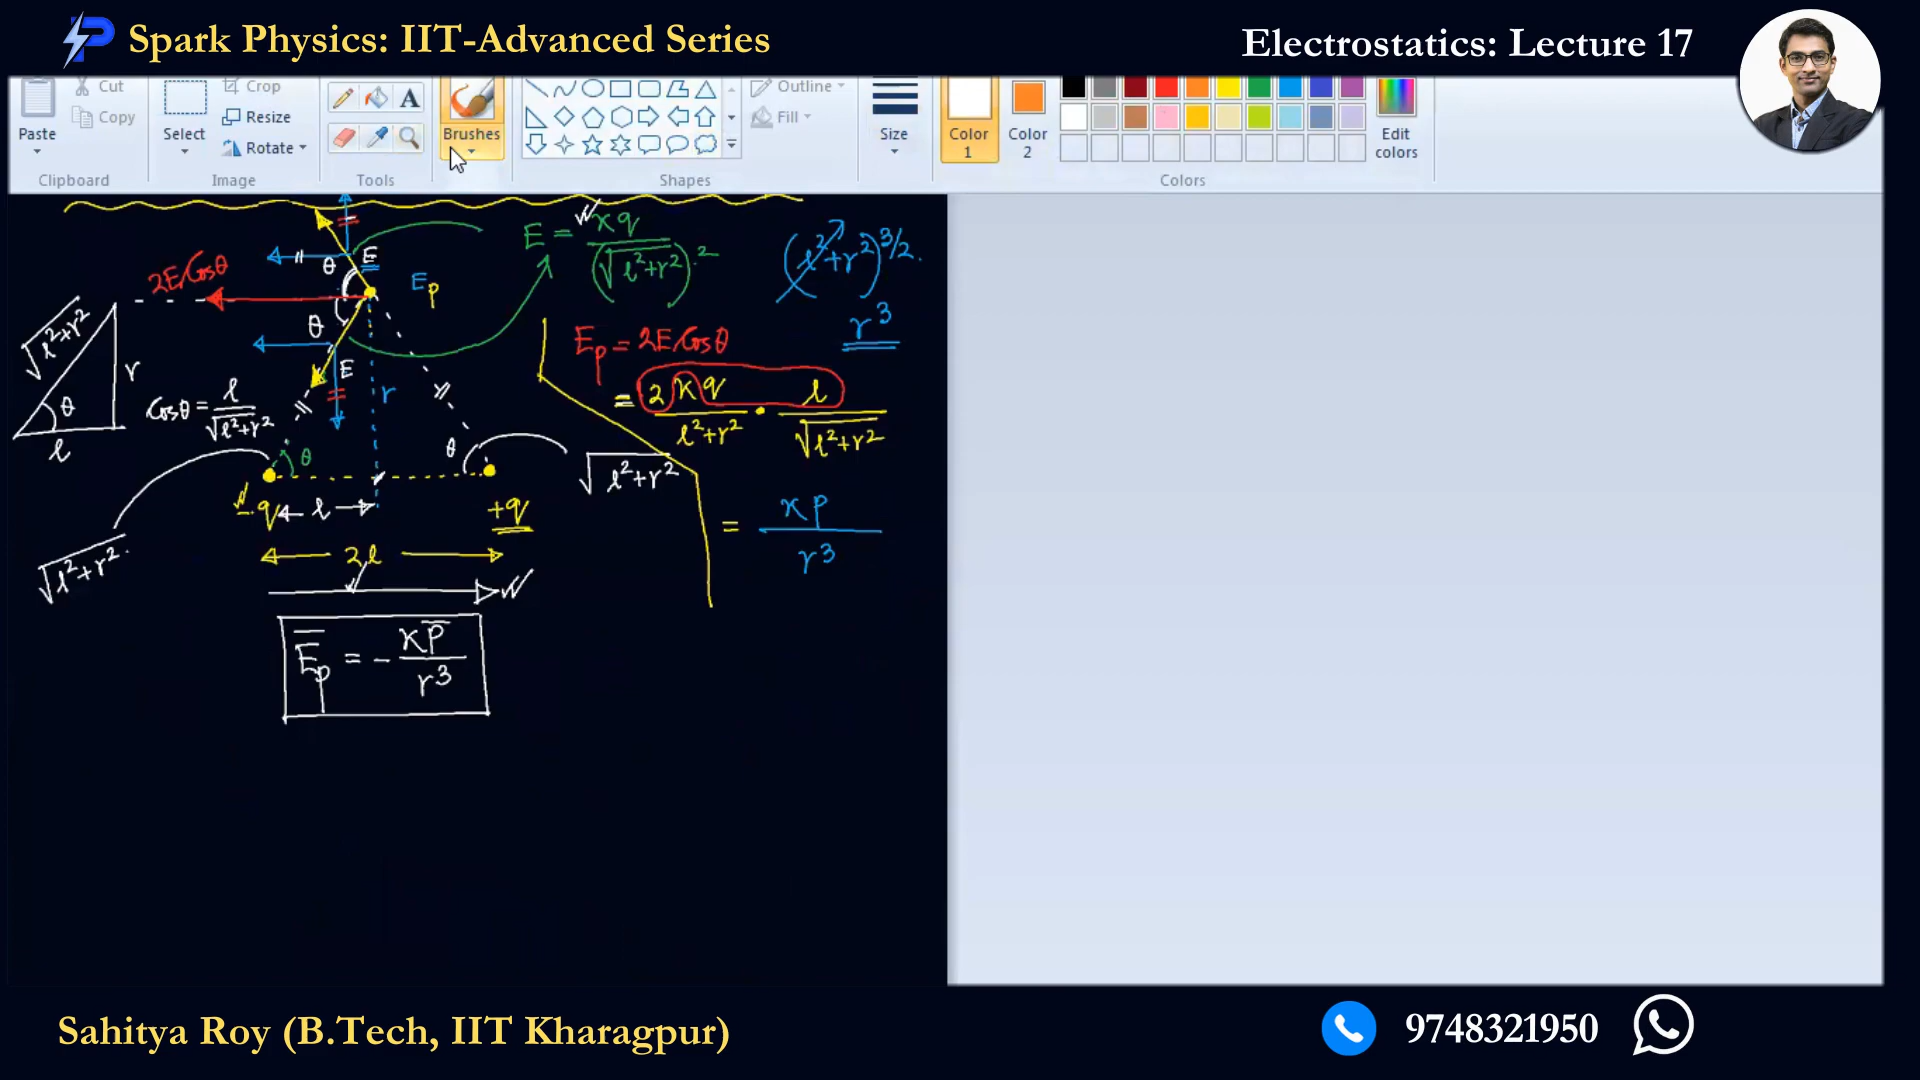 Spark Physics: IIT-Advanced Series
Electrostatics: Lecture 17
Cut
Copy
Paste
Clipboard
Crop
Resize
Rotate
Select
Image
A
Tools
Brushes
Outline
Fill
Shapes
Size
Color 1
Color 2
Edit colors
Colors
2E Cosθ
θ
E
E_p
E = Kq / (√l²+r²)²
(l²+r²)^3/2
r³
√l²+r²
r
θ
l
Cosθ = l / √l²+r²
θ
E
r
E_p = 2E Cosθ
= 2Kq / l²+r² · l / √l²+r²
θ
θ
√l²+r²
-q
l
+q
2l
√l²+r²
= KP / r³
E̅_p = - KP̅ / r³
Sahitya Roy (B.Tech, IIT Kharagpur)
9748321950